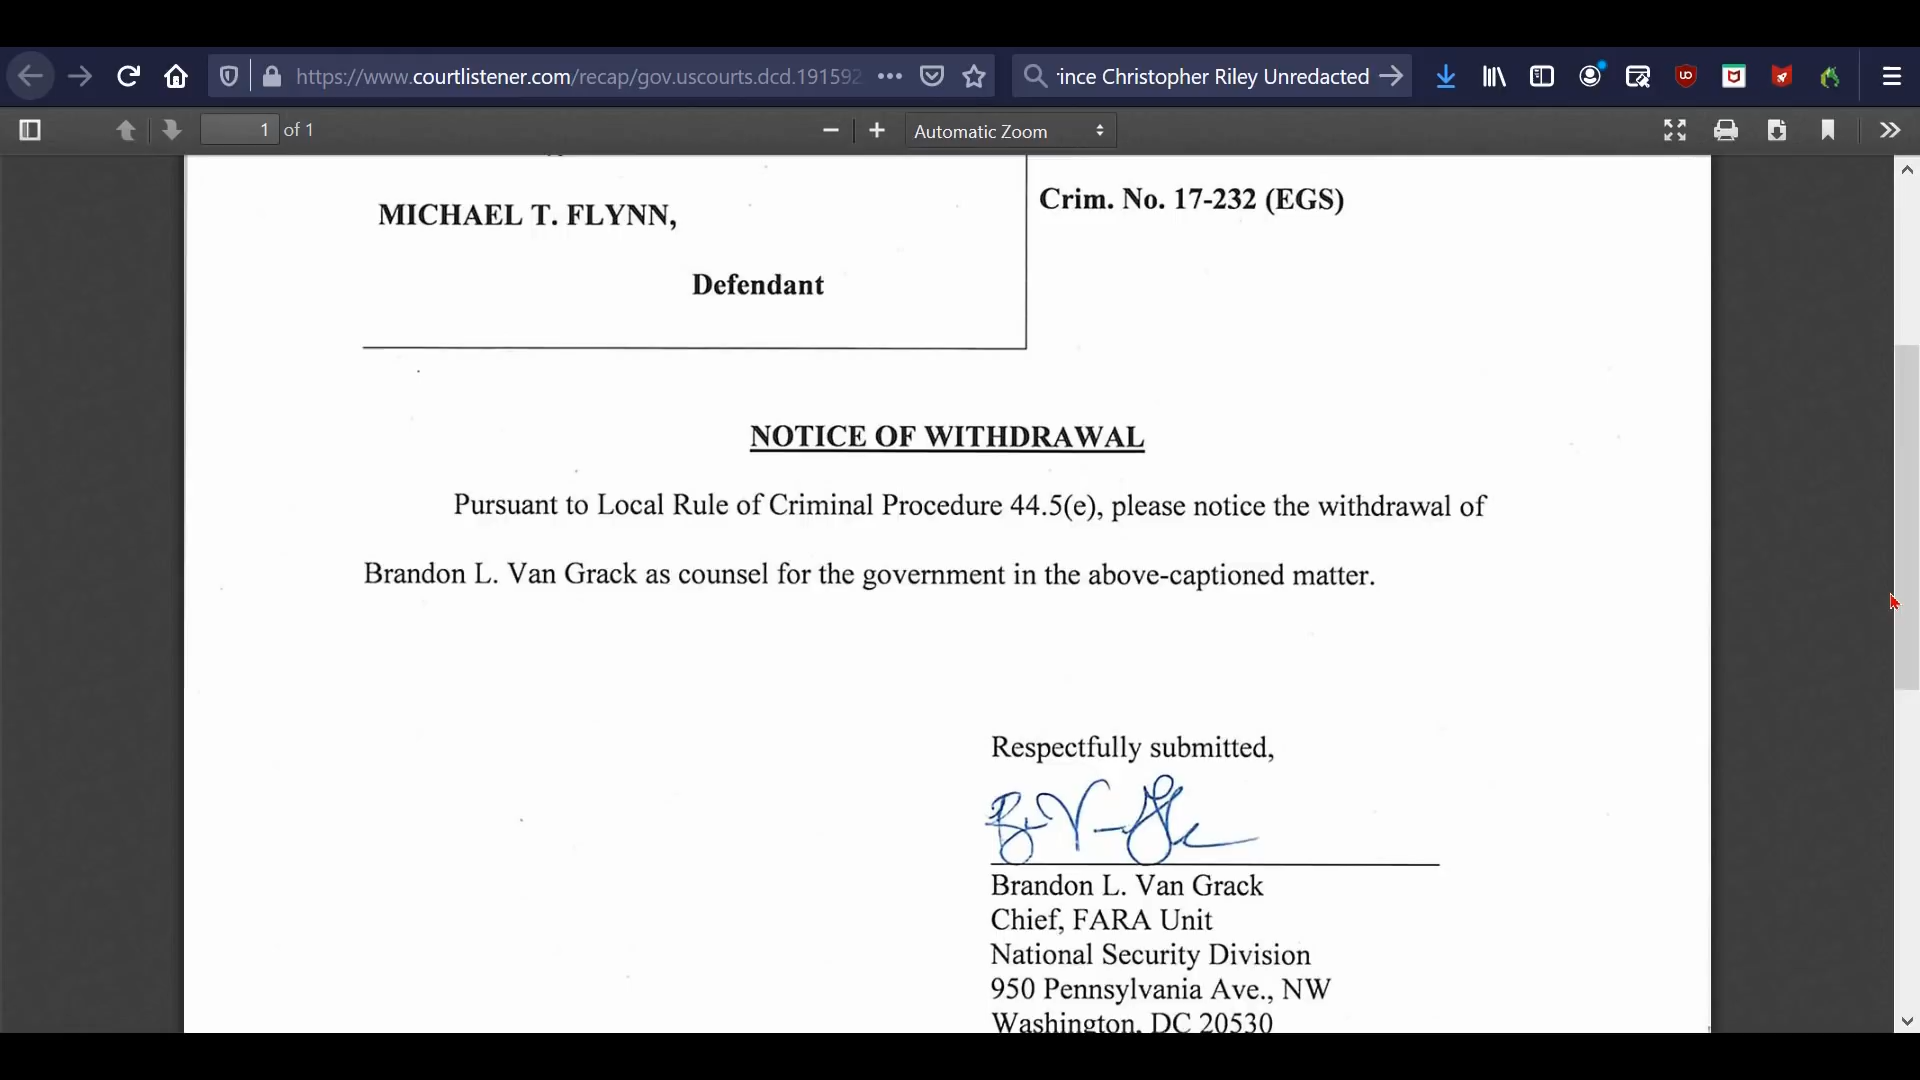 https://www.courtlistener.com/recap/gov.uscourts.dcd.191592
ince Christopher Riley Unredacted
1 of 1
Automatic Zoom
MICHAEL T. FLYNN,
Crim. No. 17-232 (EGS)
Defendant
NOTICE OF WITHDRAWAL
Pursuant to Local Rule of Criminal Procedure 44.5(e), please notice the withdrawal of
Brandon L. Van Grack as counsel for the government in the above-captioned matter.
Respectfully submitted,
Brandon L. Van Grack
Chief, FARA Unit
National Security Division
950 Pennsylvania Ave., NW
Washington, DC 20530